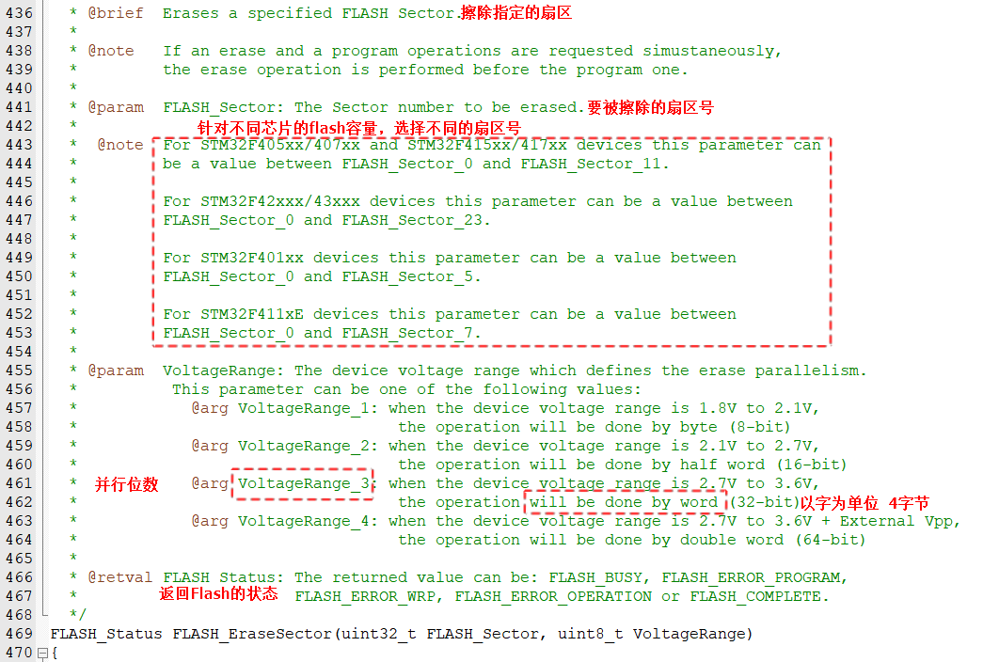 436 * @brief Erases a specified FLASH Sector.擦除指定的扇区
437 *
438 * @note If an erase and a program operations are requested simustaneously,
439 * the erase operation is performed before the program one.
440 *
441 * @param FLASH_Sector: The Sector number to be erased.要被擦除的扇区号
442 * 针对不同芯片的flash容量，选择不同的扇区号
443 * @note For STM32F405xx/407xx and STM32F415xx/417xx devices this parameter can
444 * be a value between FLASH_Sector_0 and FLASH_Sector_11.
445 *
446 * For STM32F42xxx/43xxx devices this parameter can be a value between
447 * FLASH_Sector_0 and FLASH_Sector_23.
448 *
449 * For STM32F401xx devices this parameter can be a value between
450 * FLASH_Sector_0 and FLASH_Sector_5.
451 *
452 * For STM32F411xE devices this parameter can be a value between
453 * FLASH_Sector_0 and FLASH_Sector_7.
454 *
455 * @param VoltageRange: The device voltage range which defines the erase parallelism.
456 * This parameter can be one of the following values:
457 * @arg VoltageRange_1: when the device voltage range is 1.8V to 2.1V,
458 * the operation will be done by byte (8-bit)
459 * @arg VoltageRange_2: when the device voltage range is 2.1V to 2.7V,
460 * the operation will be done by half word (16-bit)
461 * 并行位数 @arg VoltageRange_3: when the device voltage range is 2.7V to 3.6V,
462 * the operation will be done by word (32-bit)以字为单位 4字节
463 * @arg VoltageRange_4: when the device voltage range is 2.7V to 3.6V + External Vpp,
464 * the operation will be done by double word (64-bit)
465 *
466 * @retval FLASH Status: The returned value can be: FLASH_BUSY, FLASH_ERROR_PROGRAM,
467 * 返回Flash的状态 FLASH_ERROR_WRP, FLASH_ERROR_OPERATION or FLASH_COMPLETE.
468 */
469 FLASH_Status FLASH_EraseSector(uint32_t FLASH_Sector, uint8_t VoltageRange)
470 {